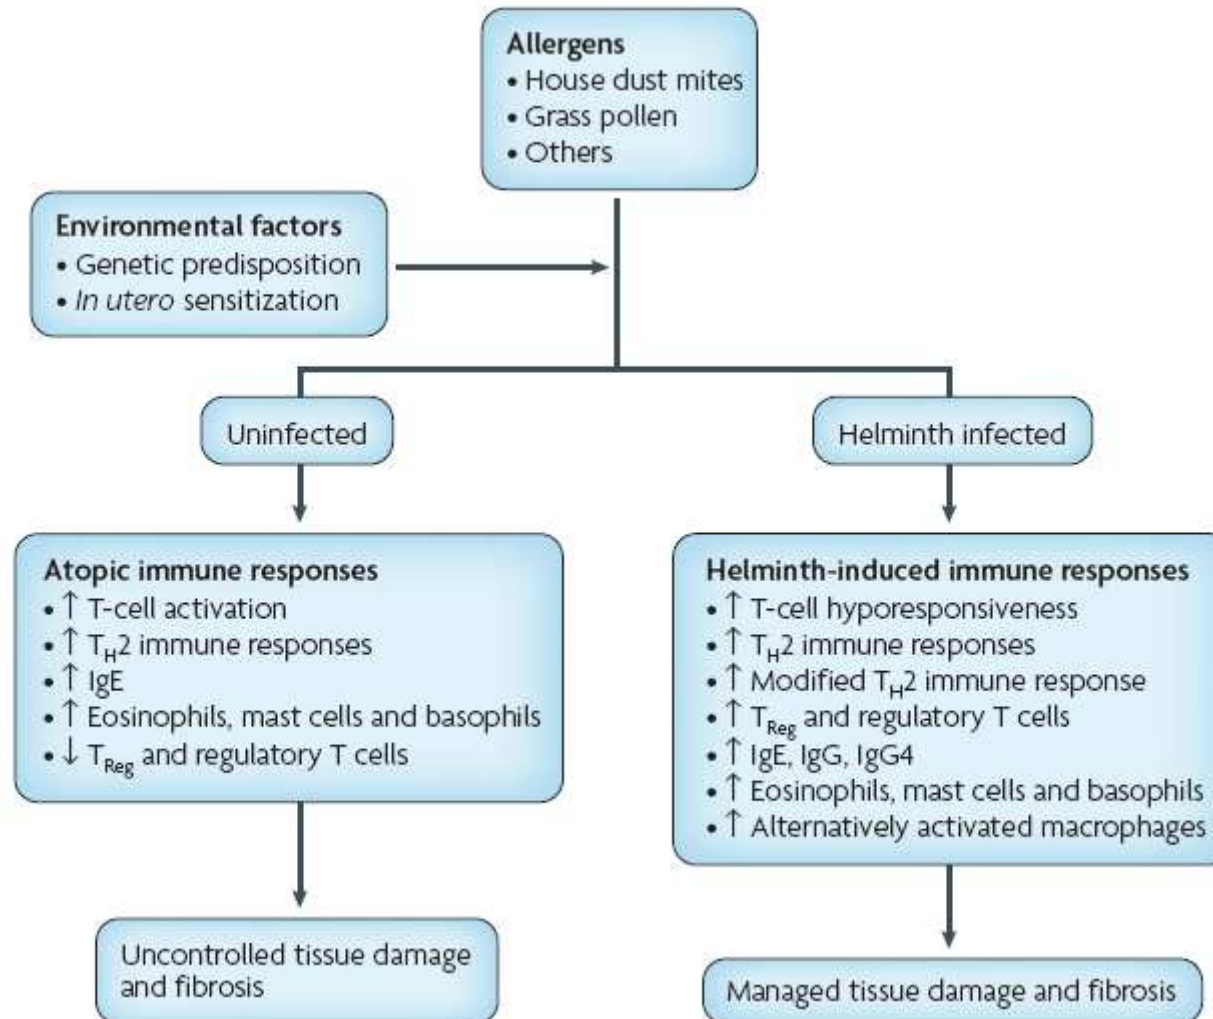 Allergens
• House dust mites
• Grass pollen
• Others
Environmental factors
• Genetic predisposition
• In utero sensitization
Uninfected
Helminth infected
Atopic immune responses
• ↑ T-cell activation
• ↑ TH2 immune responses
• ↑ IgE
• ↑ Eosinophils, mast cells and basophils
• ↓ TReg and regulatory T cells
Helminth-induced immune responses
• ↑ T-cell hyporesponsiveness
• ↑ TH2 immune responses
• ↑ Modified TH2 immune response
• ↑ TReg and regulatory T cells
• ↑ IgE, IgG, IgG4
• ↑ Eosinophils, mast cells and basophils
• ↑ Alternatively activated macrophages
Uncontrolled tissue damage
and fibrosis
Managed tissue damage and fibrosis